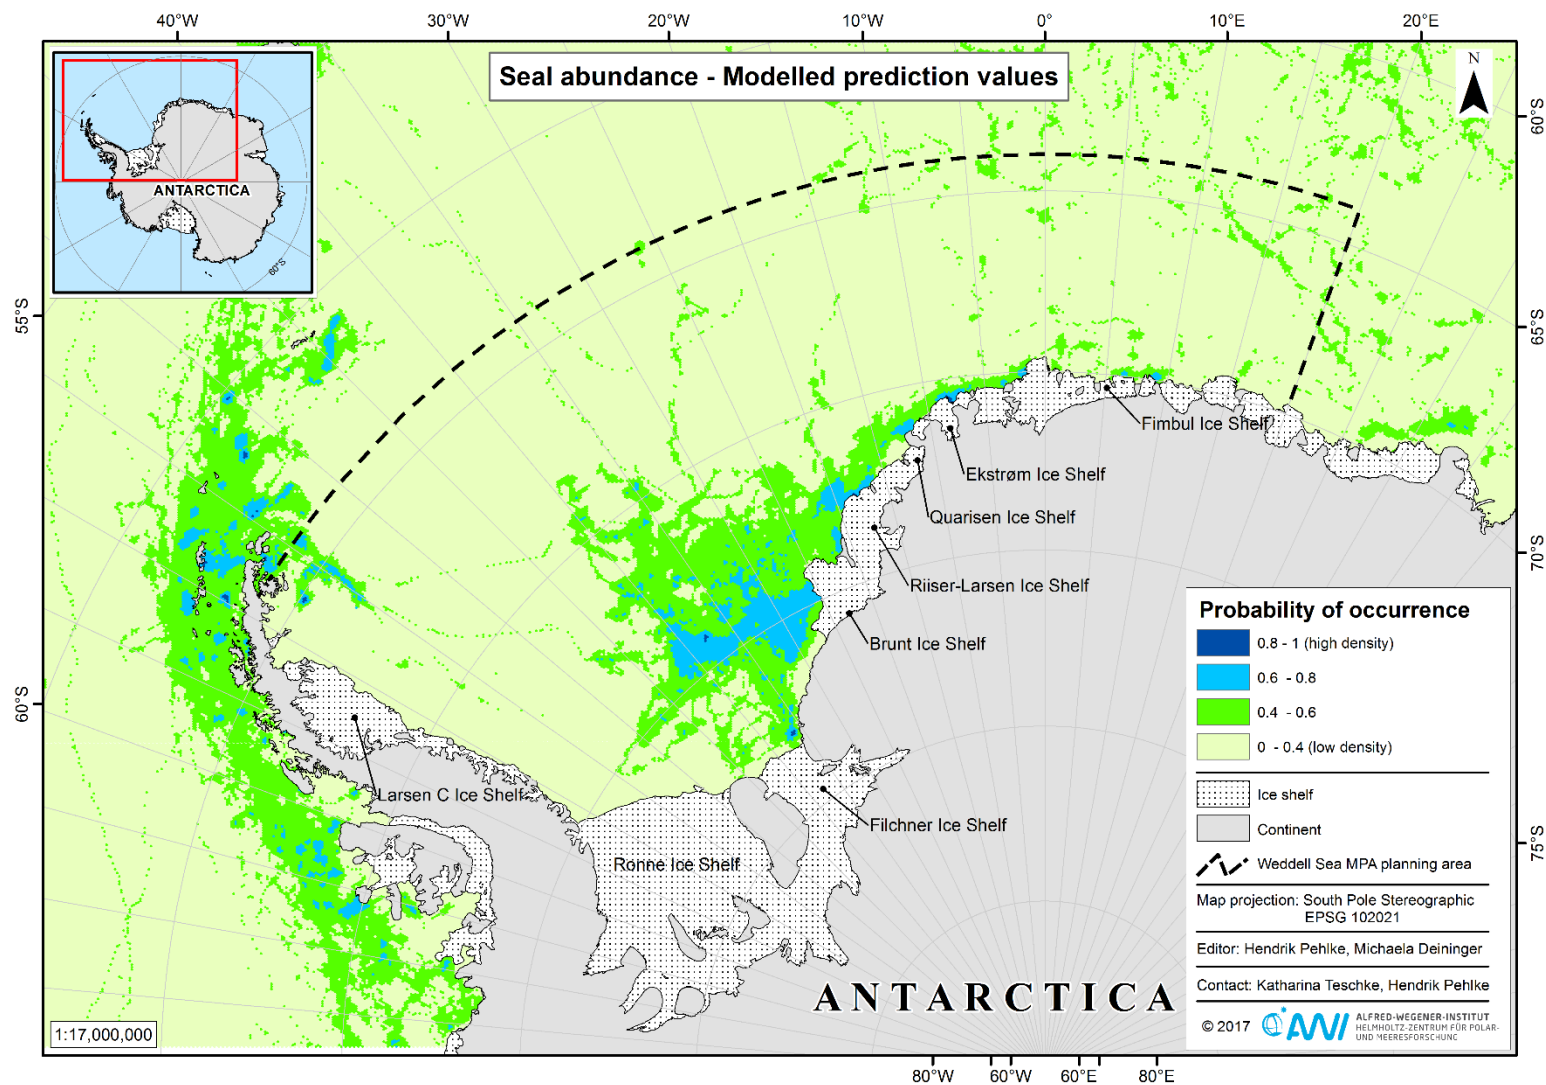 40°W 30°W 20°W 10°W 0° 10°E 20°E
Seal abundance - Modelled prediction values
N
ANTARCTICA
60°S
60°S
55°S
65°S
Fimbul Ice Shelf
Ekstrøm Ice Shelf
Quarisen Ice Shelf
70°S
Riiser-Larsen Ice Shelf
Brunt Ice Shelf
60°S
Larsen C Ice Shelf
Filchner Ice Shelf
Ronne Ice Shelf
75°S
ANTARCTICA
Probability of occurrence
0.8 - 1 (high density)
0.6 - 0.8
0.4 - 0.6
0 - 0.4 (low density)
Ice shelf
Continent
Weddell Sea MPA planning area
Map projection: South Pole Stereographic
EPSG 102021
Editor: Hendrik Pehlke, Michaela Deininger
Contact: Katharina Teschke, Hendrik Pehlke
© 2017 AWI
ALFRED-WEGENER-INSTITUT
HELMHOLTZ-ZENTRUM FÜR POLAR-
UND MEERESFORSCHUNG
1:17,000,000
80°W 60°W 60°E 80°E